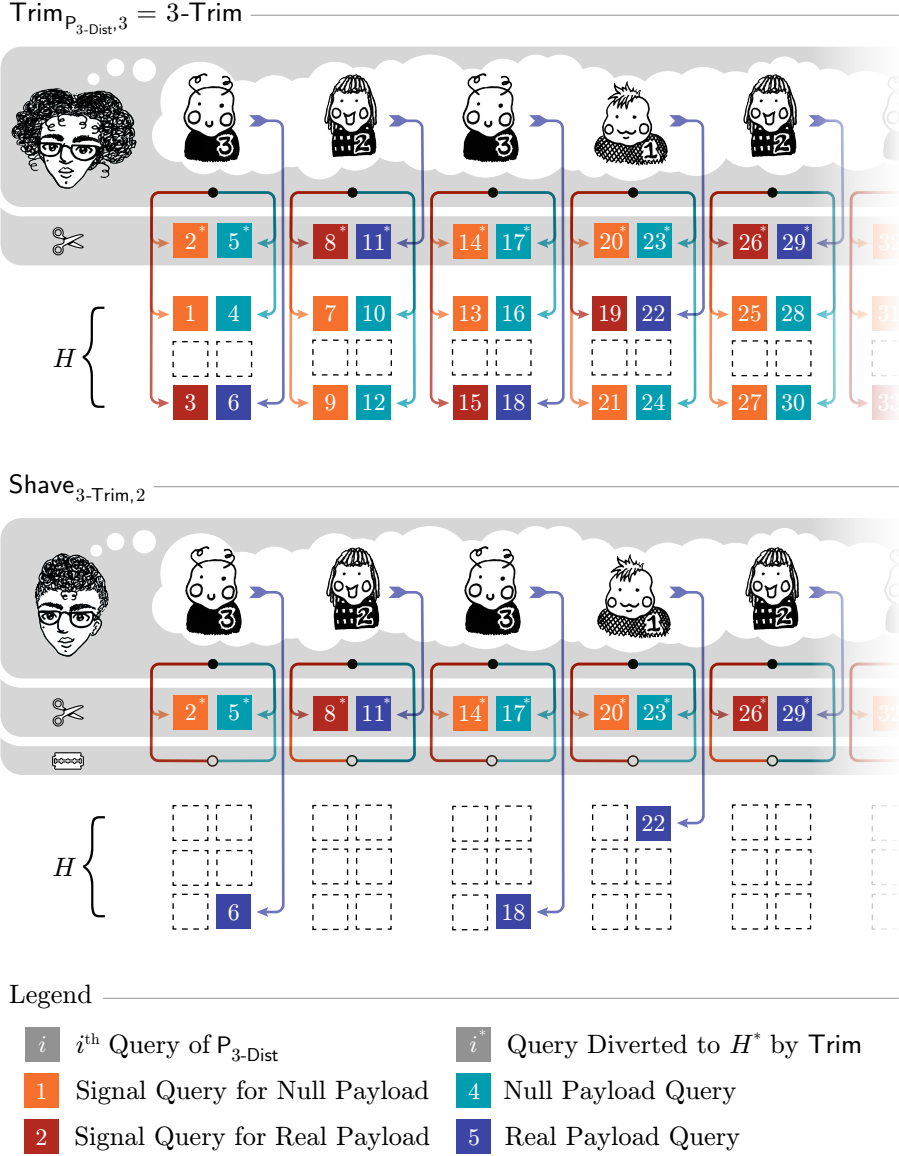 Trim_{P_{3-Dist},3} = 3-Trim
3 2 3 1 2
2* 5* 8* 11* 14* 17* 20* 23* 26* 29* 32
H
1 4 7 10 13 16 19 22 25 28 31
3 6 9 12 15 18 21 24 27 30 33
Shave_{3-Trim,2}
3 2 3 1 2
2* 5* 8* 11* 14* 17* 20* 23* 26* 29* 32
22
H
6 18
Legend
i i^{th} Query of P_{3-Dist} i* Query Diverted to H* by Trim
1 Signal Query for Null Payload 4 Null Payload Query
2 Signal Query for Real Payload 5 Real Payload Query